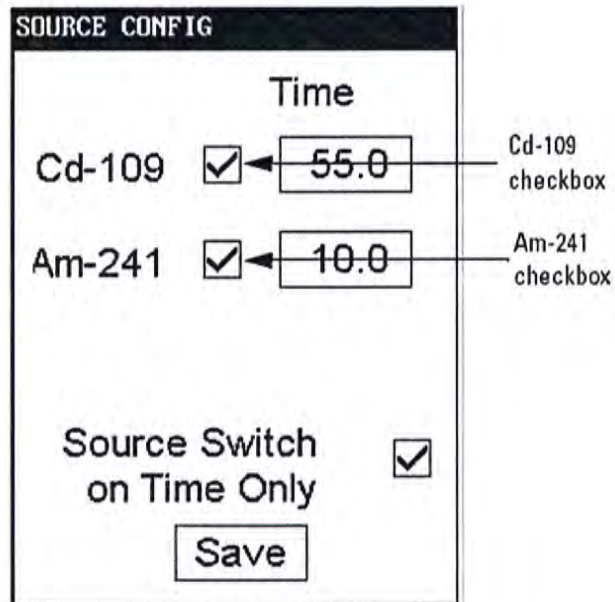 SOURCE CONFIG
Time
Cd-109 55.0
Am-241 10.0
Cd-109
checkbox
Am-241
checkbox
Source Switch
on Time Only
Save